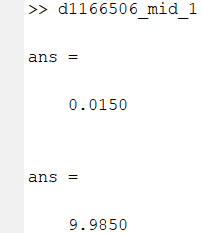 >> d1166506_mid_1
ans =
0.0150
ans =
9.9850